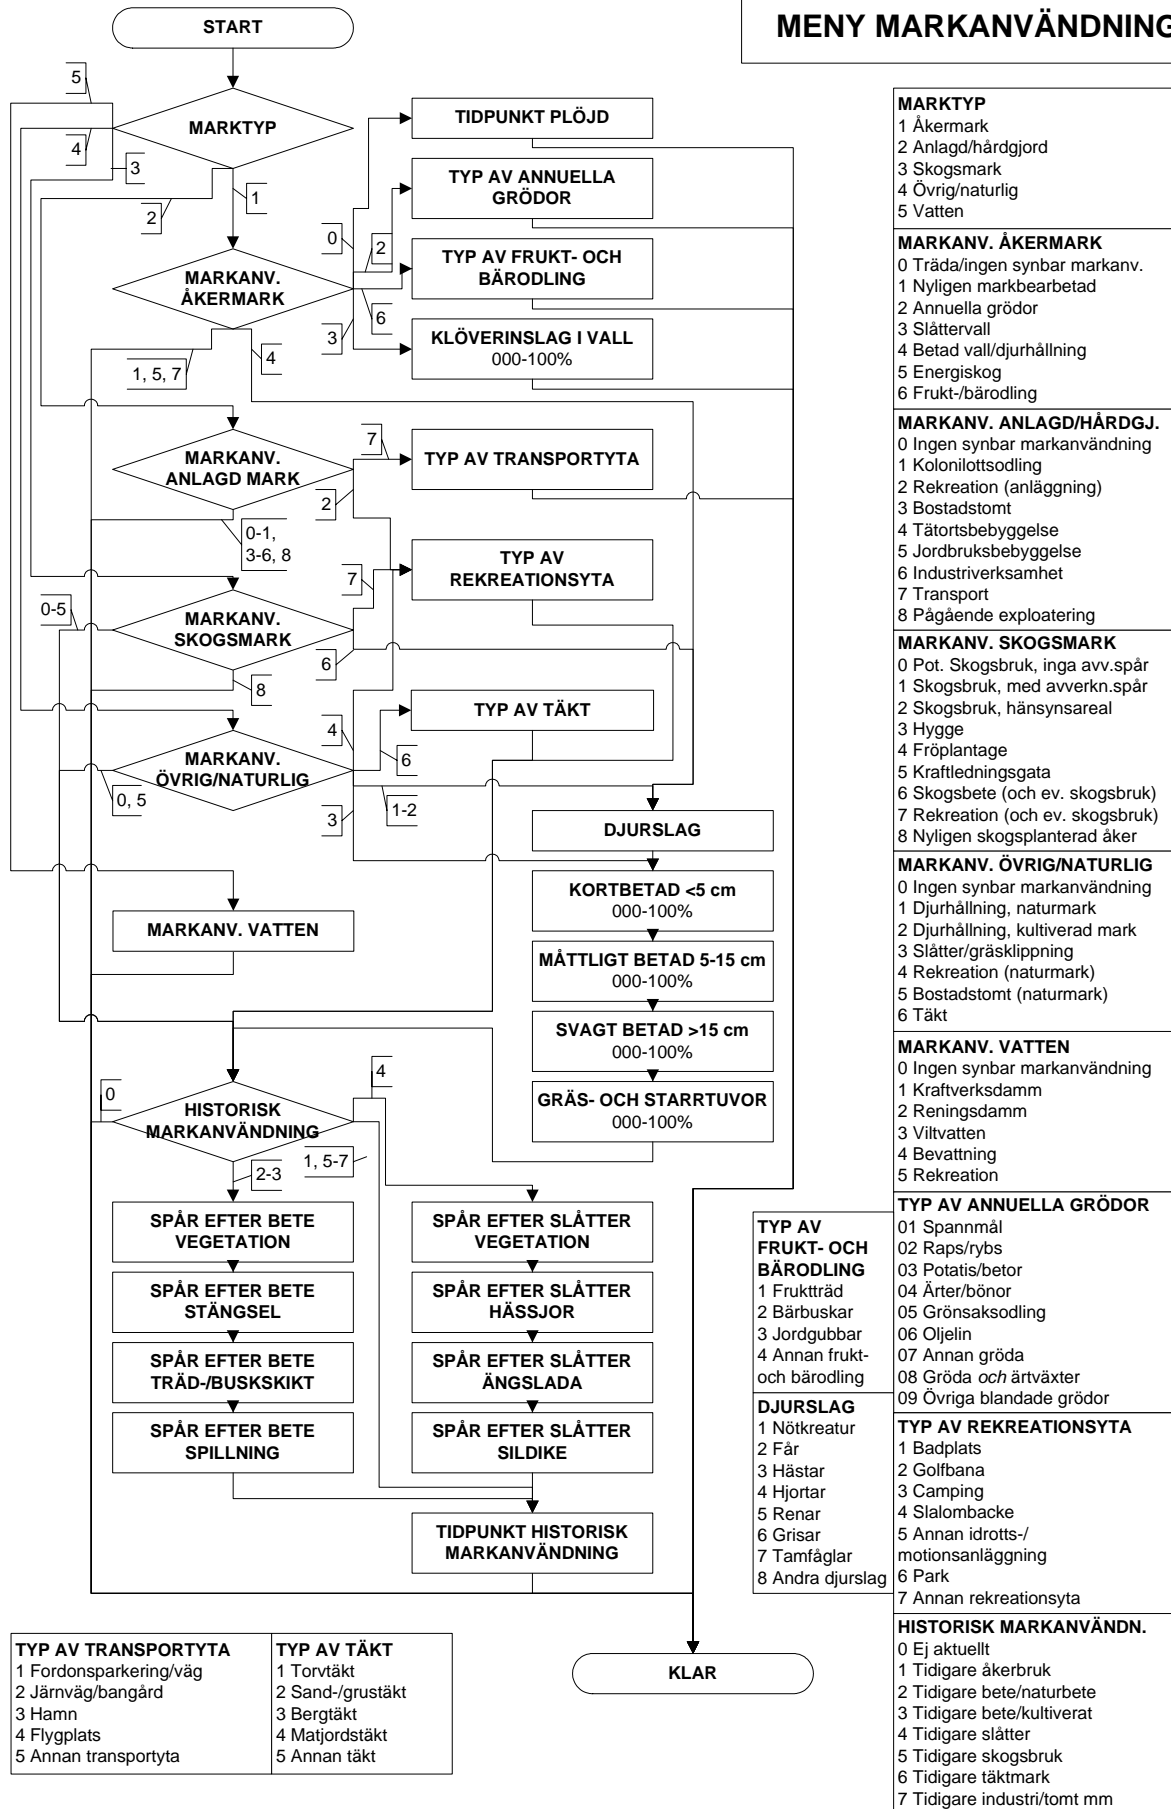 MENY MARKANVÄNDNING
START
5
MARKTYP
4
3
1
2
TIDPUNKT PLÖJD
TYP AV ANNUELLA
GRÖDOR
0
2
MARKANV.
ÅKERMARK
TYP AV FRUKT- OCH
BÄRODLING
6
3
KLÖVERINSLAG I VALL
000-100%
4
1, 5, 7
7
MARKANV.
ANLAGD MARK
TYP AV TRANSPORTYTA
2
0-1,
3-6, 8
TYP AV
REKREATIONSYTA
7
0-5
MARKANV.
SKOGSMARK
6
8
TYP AV TÄKT
4
MARKANV.
ÖVRIG/NATURLIG
6
0, 5
1-2
3
DJURSLAG
KORTBETAD <5 cm
000-100%
MARKANV. VATTEN
MÅTTLIGT BETAD 5-15 cm
000-100%
SVAGT BETAD >15 cm
000-100%
4
0
GRÄS- OCH STARRTUVOR
000-100%
HISTORISK
MARKANVÄNDNING
1, 5-7
2-3
SPÅR EFTER BETE
VEGETATION
SPÅR EFTER SLÅTTER
VEGETATION
SPÅR EFTER BETE
STÄNGSEL
SPÅR EFTER SLÅTTER
HÄSSJOR
SPÅR EFTER BETE
TRÄD-/BUSKSKIKT
SPÅR EFTER SLÅTTER
ÄNGSLADA
SPÅR EFTER BETE
SPILLNING
SPÅR EFTER SLÅTTER
SILDIKE
TIDPUNKT HISTORISK
MARKANVÄNDNING
KLAR
MARKTYP
1 Åkermark
2 Anlagd/hårdgjord
3 Skogsmark
4 Övrig/naturlig
5 Vatten
MARKANV. ÅKERMARK
0 Träda/ingen synbar markanv.
1 Nyligen markbearbetad
2 Annuella grödor
3 Slåttervall
4 Betad vall/djurhållning
5 Energiskog
6 Frukt-/bärodling
MARKANV. ANLAGD/HÅRDGJ.
0 Ingen synbar markanvändning
1 Kolonilottsodling
2 Rekreation (anläggning)
3 Bostadstomt
4 Tätortsbebyggelse
5 Jordbruksbebyggelse
6 Industriverksamhet
7 Transport
8 Pågående exploatering
MARKANV. SKOGSMARK
0 Pot. Skogsbruk, inga avv.spår
1 Skogsbruk, med avverkn.spår
2 Skogsbruk, hänsynsareal
3 Hygge
4 Fröplantage
5 Kraftledningsgata
6 Skogsbete (och ev. skogsbruk)
7 Rekreation (och ev. skogsbruk)
8 Nyligen skogsplanterad åker
MARKANV. ÖVRIG/NATURLIG
0 Ingen synbar markanvändning
1 Djurhållning, naturmark
2 Djurhållning, kultiverad mark
3 Slåtter/gräsklippning
4 Rekreation (naturmark)
5 Bostadstomt (naturmark)
6 Täkt
MARKANV. VATTEN
0 Ingen synbar markanvändning
1 Kraftverksdamm
2 Reningsdamm
3 Viltvatten
4 Bevattning
5 Rekreation
TYP AV ANNUELLA GRÖDOR
01 Spannmål
02 Raps/rybs
03 Potatis/betor
04 Ärter/bönor
05 Grönsaksodling
06 Oljelin
07 Annan gröda
08 Gröda och ärtväxter
09 Övriga blandade grödor
TYP AV
FRUKT- OCH
BÄRODLING
1 Fruktträd
2 Bärbuskar
3 Jordgubbar
4 Annan frukt-
och bärodling
DJURSLAG
1 Nötkreatur
2 Får
3 Hästar
4 Hjortar
5 Renar
6 Grisar
7 Tamfåglar
8 Andra djurslag
TYP AV REKREATIONSYTA
1 Badplats
2 Golfbana
3 Camping
4 Slalombacke
5 Annan idrotts-/
motionsanläggning
6 Park
7 Annan rekreationsyta
HISTORISK MARKANVÄNDN.
0 Ej aktuellt
1 Tidigare åkerbruk
2 Tidigare bete/naturbete
3 Tidigare bete/kultiverat
4 Tidigare slåtter
5 Tidigare skogsbruk
6 Tidigare täktmark
7 Tidigare industri/tomt mm
TYP AV TRANSPORTYTA
1 Fordonsparkering/väg
2 Järnväg/bangård
3 Hamn
4 Flygplats
5 Annan transportyta
TYP AV TÄKT
1 Torvtäkt
2 Sand-/grustäkt
3 Bergtäkt
4 Matjordstäkt
5 Annan täkt